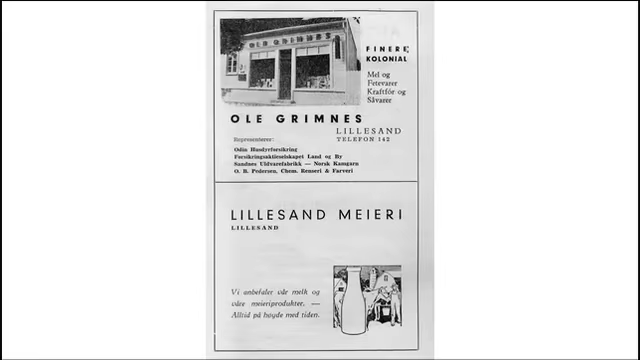 OLE GRIMNES
FINERE
KOLONIAL
Mel og
Fetevarer
Kraftfôr og
Såvarer
OLE GRIMNES
LILLESAND
TELEFON 142
Representerer:
Odin Husdyrforsikring
Forsikringsaktieselskapet Land og By
Sandnes Uldvarefabrikk — Norsk Kamgarn
O. B. Pedersen, Chem. Renseri & Farveri
LILLESAND MEIERI
LILLESAND
Vi anbefaler vår melk og
våre meieriprodukter. —
Alltid på høyde med tiden.